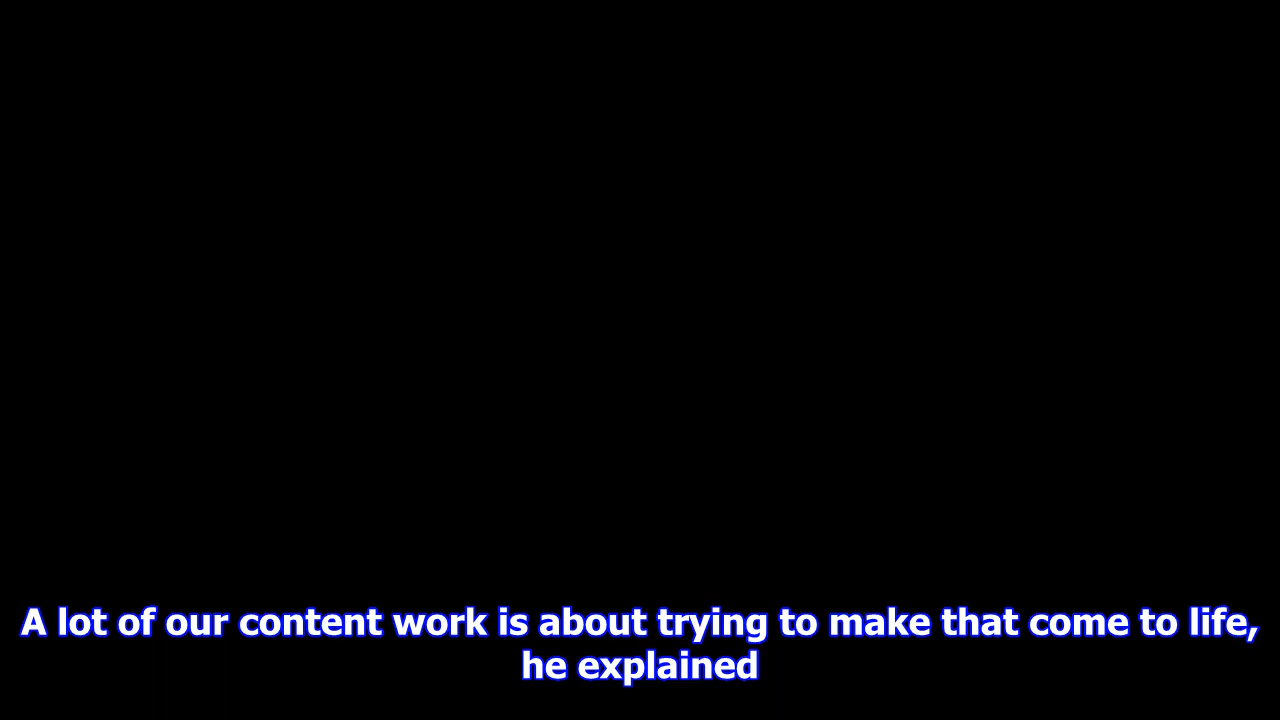 A lot of our content work is about trying to make that come to life,
he explained